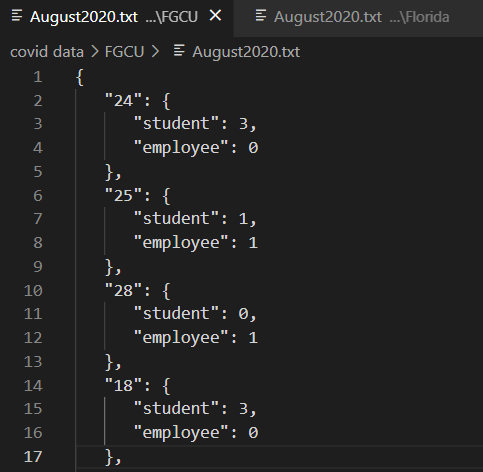 August2020.txt ...\FGCU × August2020.txt ...\Florida
covid data > FGCU > August2020.txt
1 {
2 "24": {
3 "student": 3,
4 "employee": 0
5 },
6 "25": {
7 "student": 1,
8 "employee": 1
9 },
10 "28": {
11 "student": 0,
12 "employee": 1
13 },
14 "18": {
15 "student": 3,
16 "employee": 0
17 },